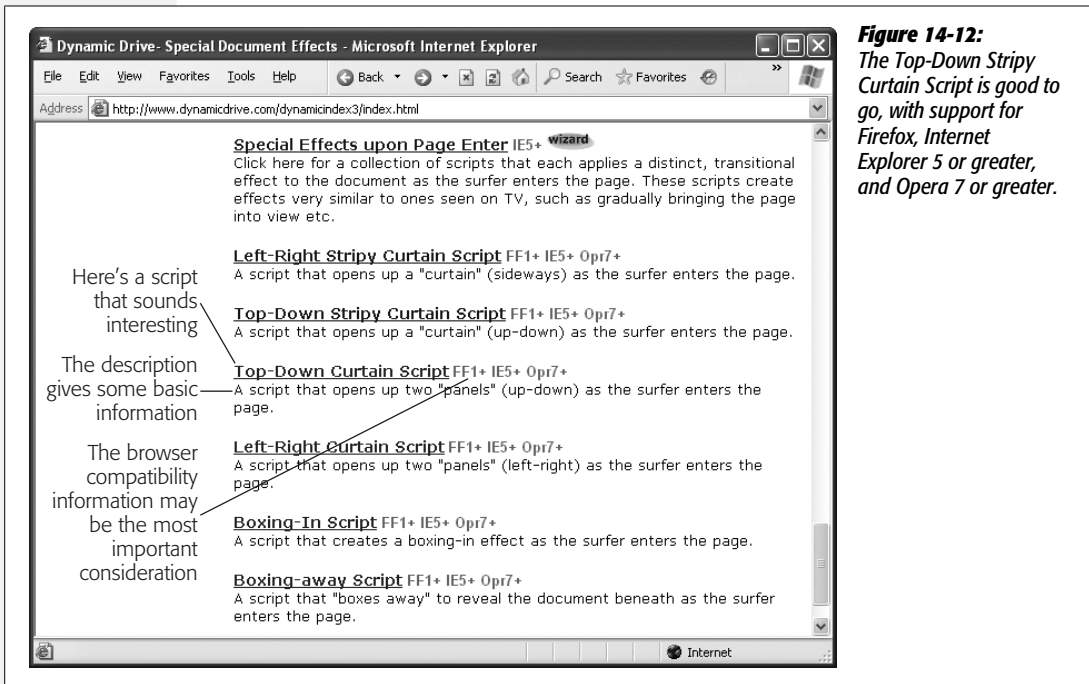 Dynamic Drive- Special Document Effects - Microsoft Internet Explorer
File Edit View Favorites Tools Help Back Search Favorites »
Address http://www.dynamicdrive.com/dynamicindex3/index.html
Special Effects upon Page Enter IE5+ wizard
Click here for a collection of scripts that each applies a distinct, transitional
effect to the document as the surfer enters the page. These scripts create
effects very similar to ones seen on TV, such as gradually bringing the page
into view etc.
Left-Right Stripy Curtain Script FF1+ IE5+ Opr7+
A script that opens up a "curtain" (sideways) as the surfer enters the page.
Top-Down Stripy Curtain Script FF1+ IE5+ Opr7+
A script that opens up a "curtain" (up-down) as the surfer enters the page.
Top-Down Curtain Script FF1+ IE5+ Opr7+
A script that opens up two "panels" (up-down) as the surfer enters the
page.
Left-Right Curtain Script FF1+ IE5+ Opr7+
A script that opens up two "panels" (left-right) as the surfer enters the
page.
Boxing-In Script FF1+ IE5+ Opr7+
A script that creates a boxing-in effect as the surfer enters the page.
Boxing-away Script FF1+ IE5+ Opr7+
A script that "boxes away" to reveal the document beneath as the surfer
enters the page.
Internet
Here's a script
that sounds
interesting
The description
gives some basic
information
The browser
compatibility
information may
be the most
important
consideration
Figure 14-12:
The Top-Down Stripy
Curtain Script is good to
go, with support for
Firefox, Internet
Explorer 5 or greater,
and Opera 7 or greater.